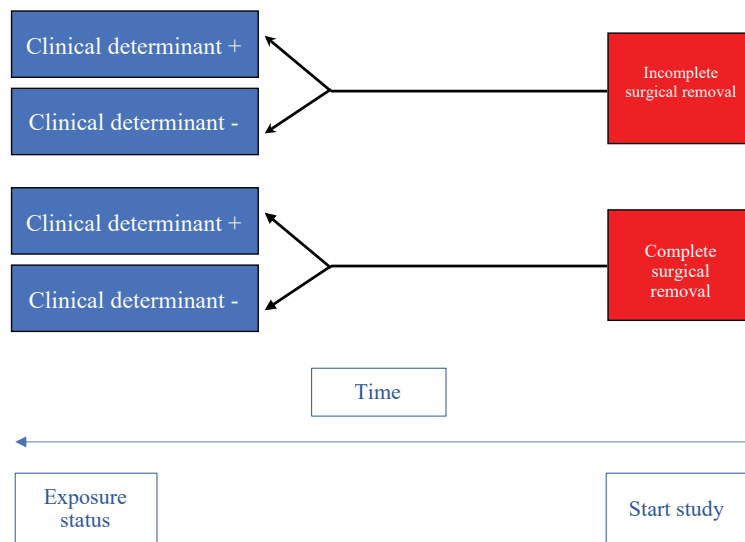 Clinical determinant +
Incomplete
surgical removal
Clinical determinant -
Clinical determinant +
Complete
surgical
removal
Clinical determinant -
Time
Exposure
status
Start study